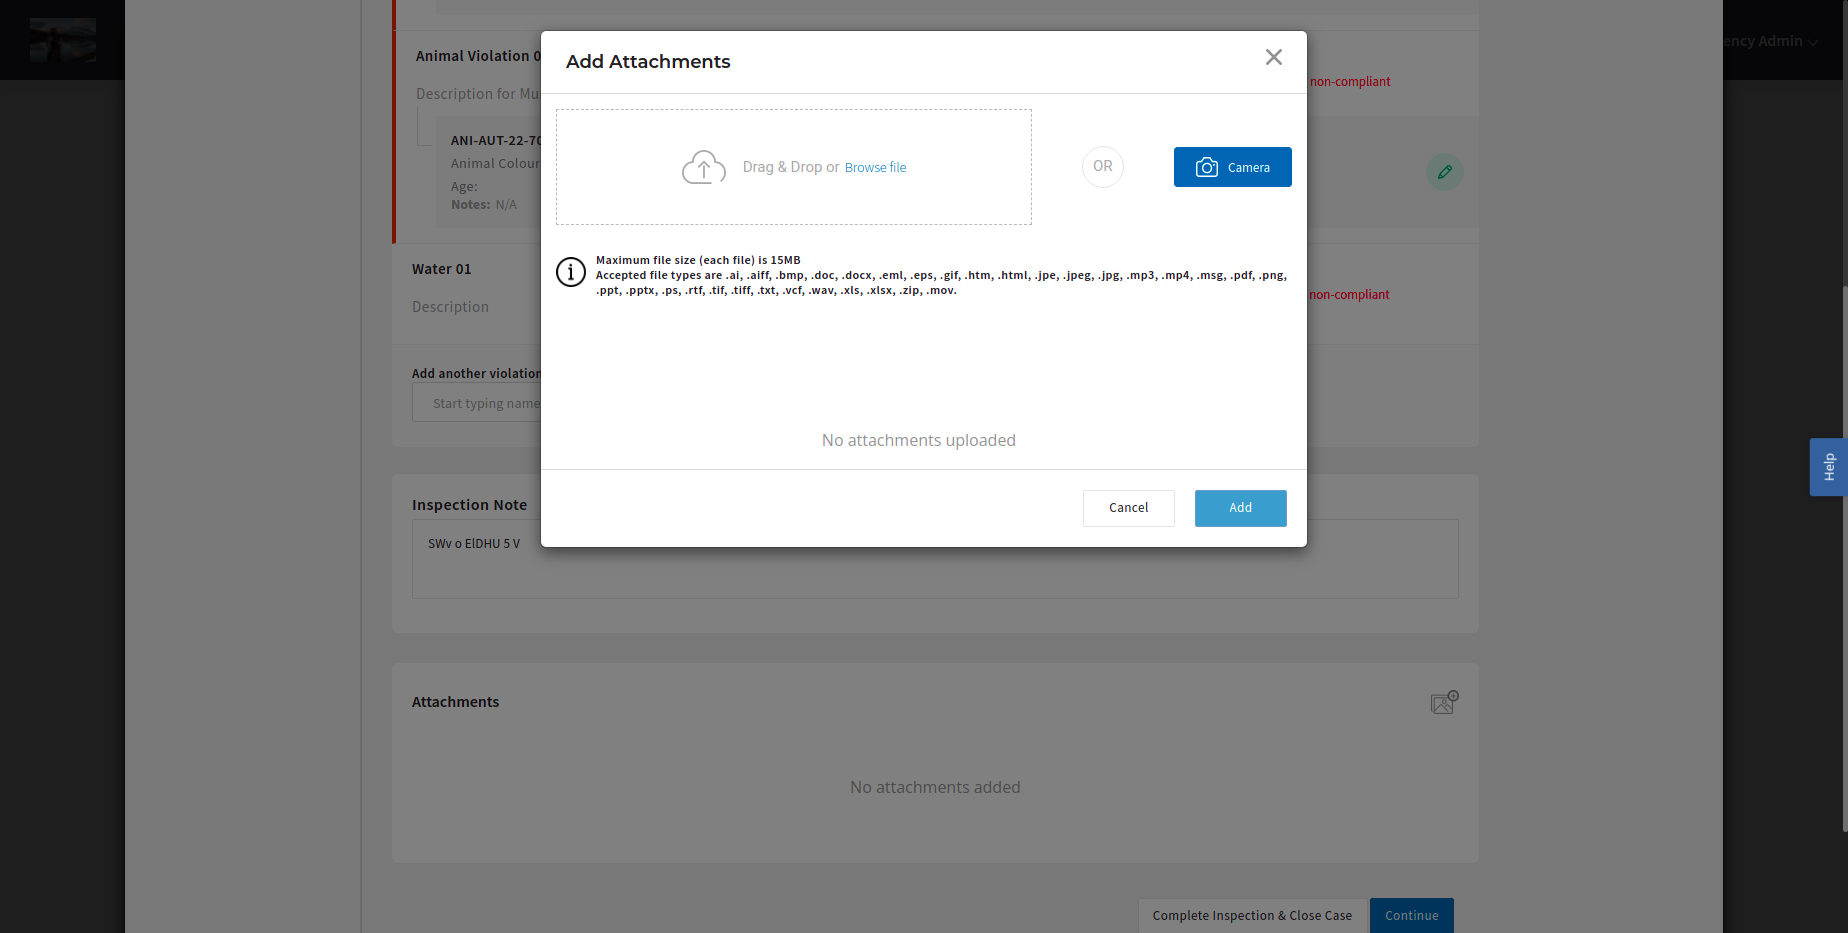 ency Admin
Animal Violation 0
non-compliant
Description for Mu
ANI-AUT-22-70
Animal Colour
Age:
Notes: N/A
Water 01
non-compliant
Description
Add another violation
Start typing name
Add Attachments
Drag & Drop or Browse file
OR
Camera
Maximum file size (each file) is 15MB
Accepted file types are .ai, .aiff, .bmp, .doc, .docx, .eml, .eps, .gif, .htm, .html, .jpe, .jpeg, .jpg, .mp3, .mp4, .msg, .pdf, .png,
.ppt, .pptx, .ps, .rtf, .tif, .tiff, .txt, .vcf, .wav, .xls, .xlsx, .zip, .mov.
No attachments uploaded
Cancel
Add
Help
Inspection Note
SWv o ElDHU 5 V
Attachments
No attachments added
Complete Inspection & Close Case
Continue